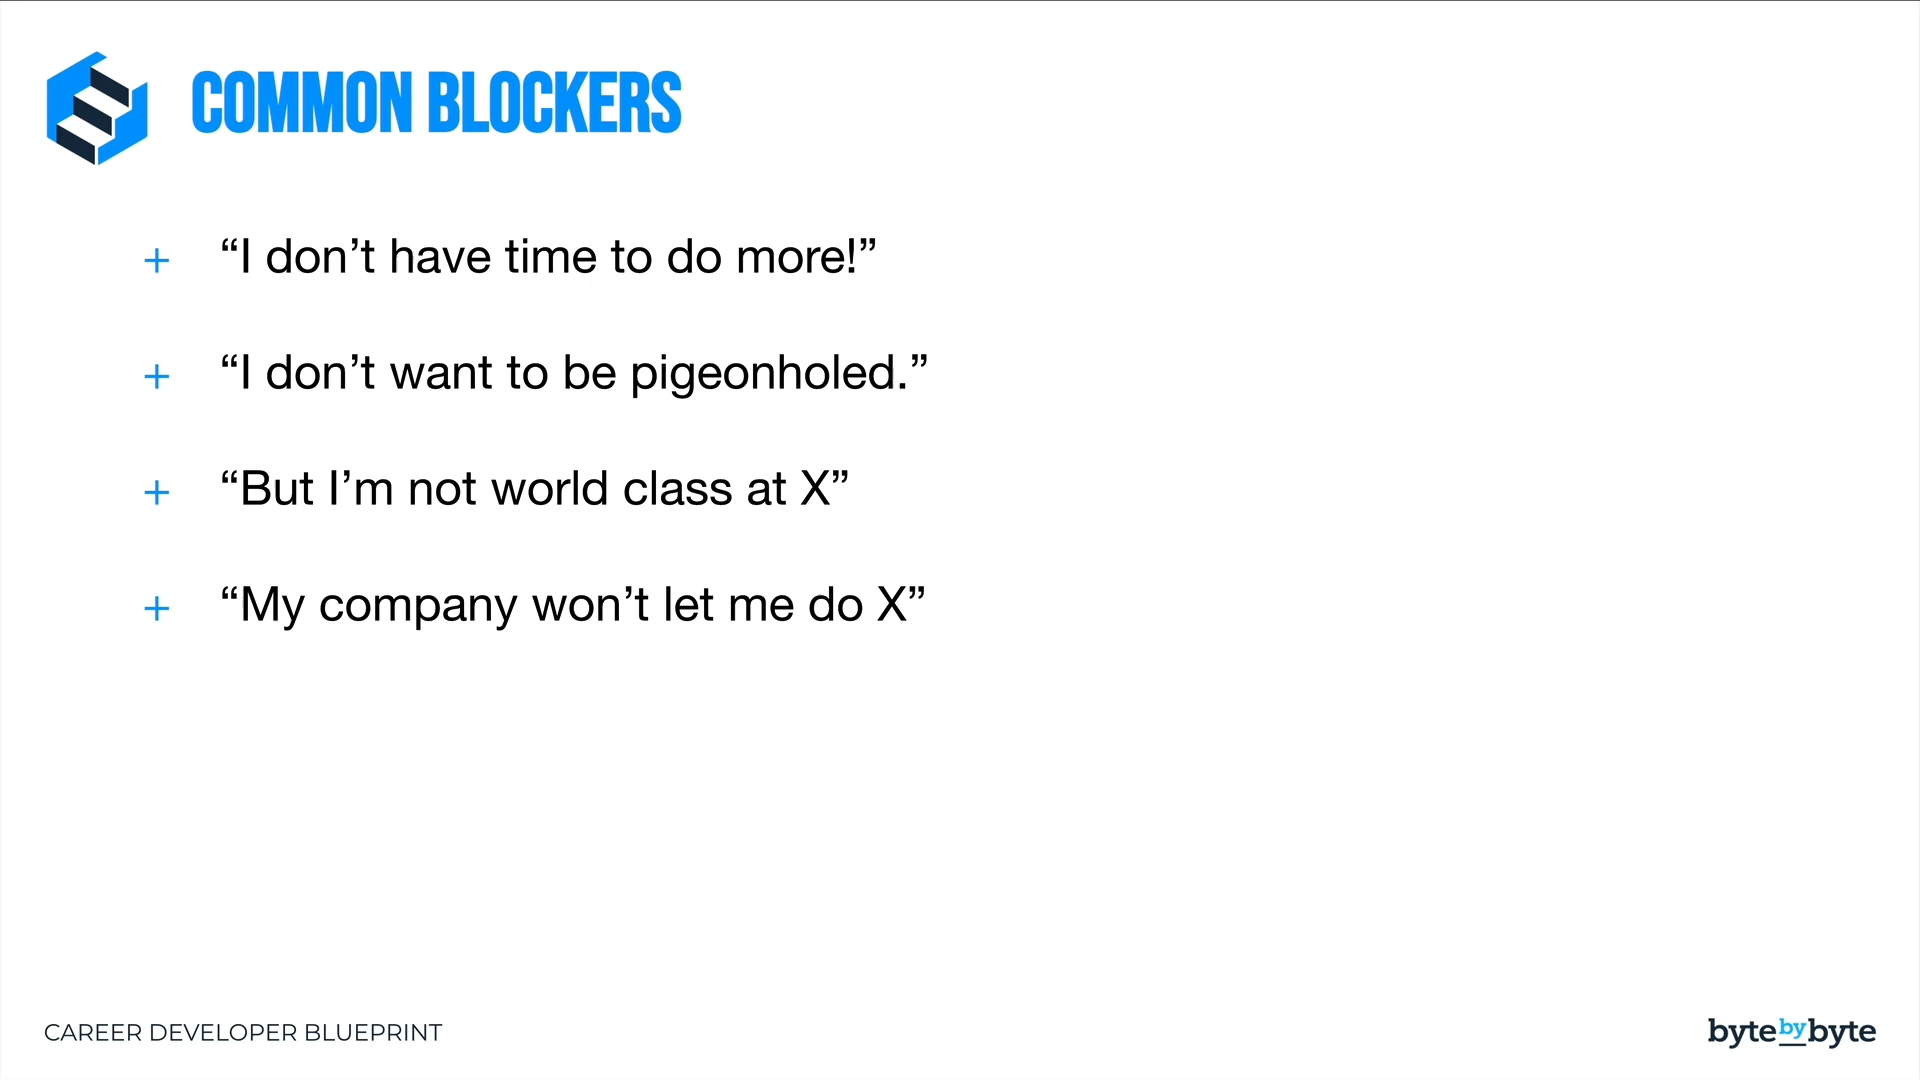 COMMON BLOCKERS
+ “I don’t have time to do more!”
+ “I don’t want to be pigeonholed.”
+ “But I’m not world class at X”
+ “My company won’t let me do X”
CAREER DEVELOPER BLUEPRINT
byte by byte